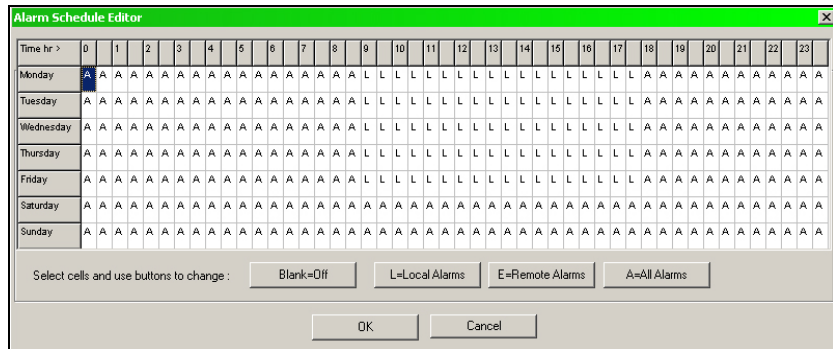 Alarm Schedule Editor
Time hr > 0 1 2 3 4 5 6 7 8 9 10 11 12 13 14 15 16 17 18 19 20 21 22 23
Monday A A A A A A A A A A A A A A A A A A L L L L L L L L L L L L L L L L L L A A A A A A A A A A A A
Tuesday A A A A A A A A A A A A A A A A A A L L L L L L L L L L L L L L L L L L A A A A A A A A A A A A
Wednesday A A A A A A A A A A A A A A A A A A L L L L L L L L L L L L L L L L L L A A A A A A A A A A A A
Thursday A A A A A A A A A A A A A A A A A A L L L L L L L L L L L L L L L L L L A A A A A A A A A A A A
Friday A A A A A A A A A A A A A A A A A A L L L L L L L L L L L L L L L L L L A A A A A A A A A A A A
Saturday A A A A A A A A A A A A A A A A A A A A A A A A A A A A A A A A A A A A A A A A A A A A A A A A
Sunday A A A A A A A A A A A A A A A A A A A A A A A A A A A A A A A A A A A A A A A A A A A A A A A A
Select cells and use buttons to change : Blank=Off L=Local Alarms E=Remote Alarms A=All Alarms
OK Cancel